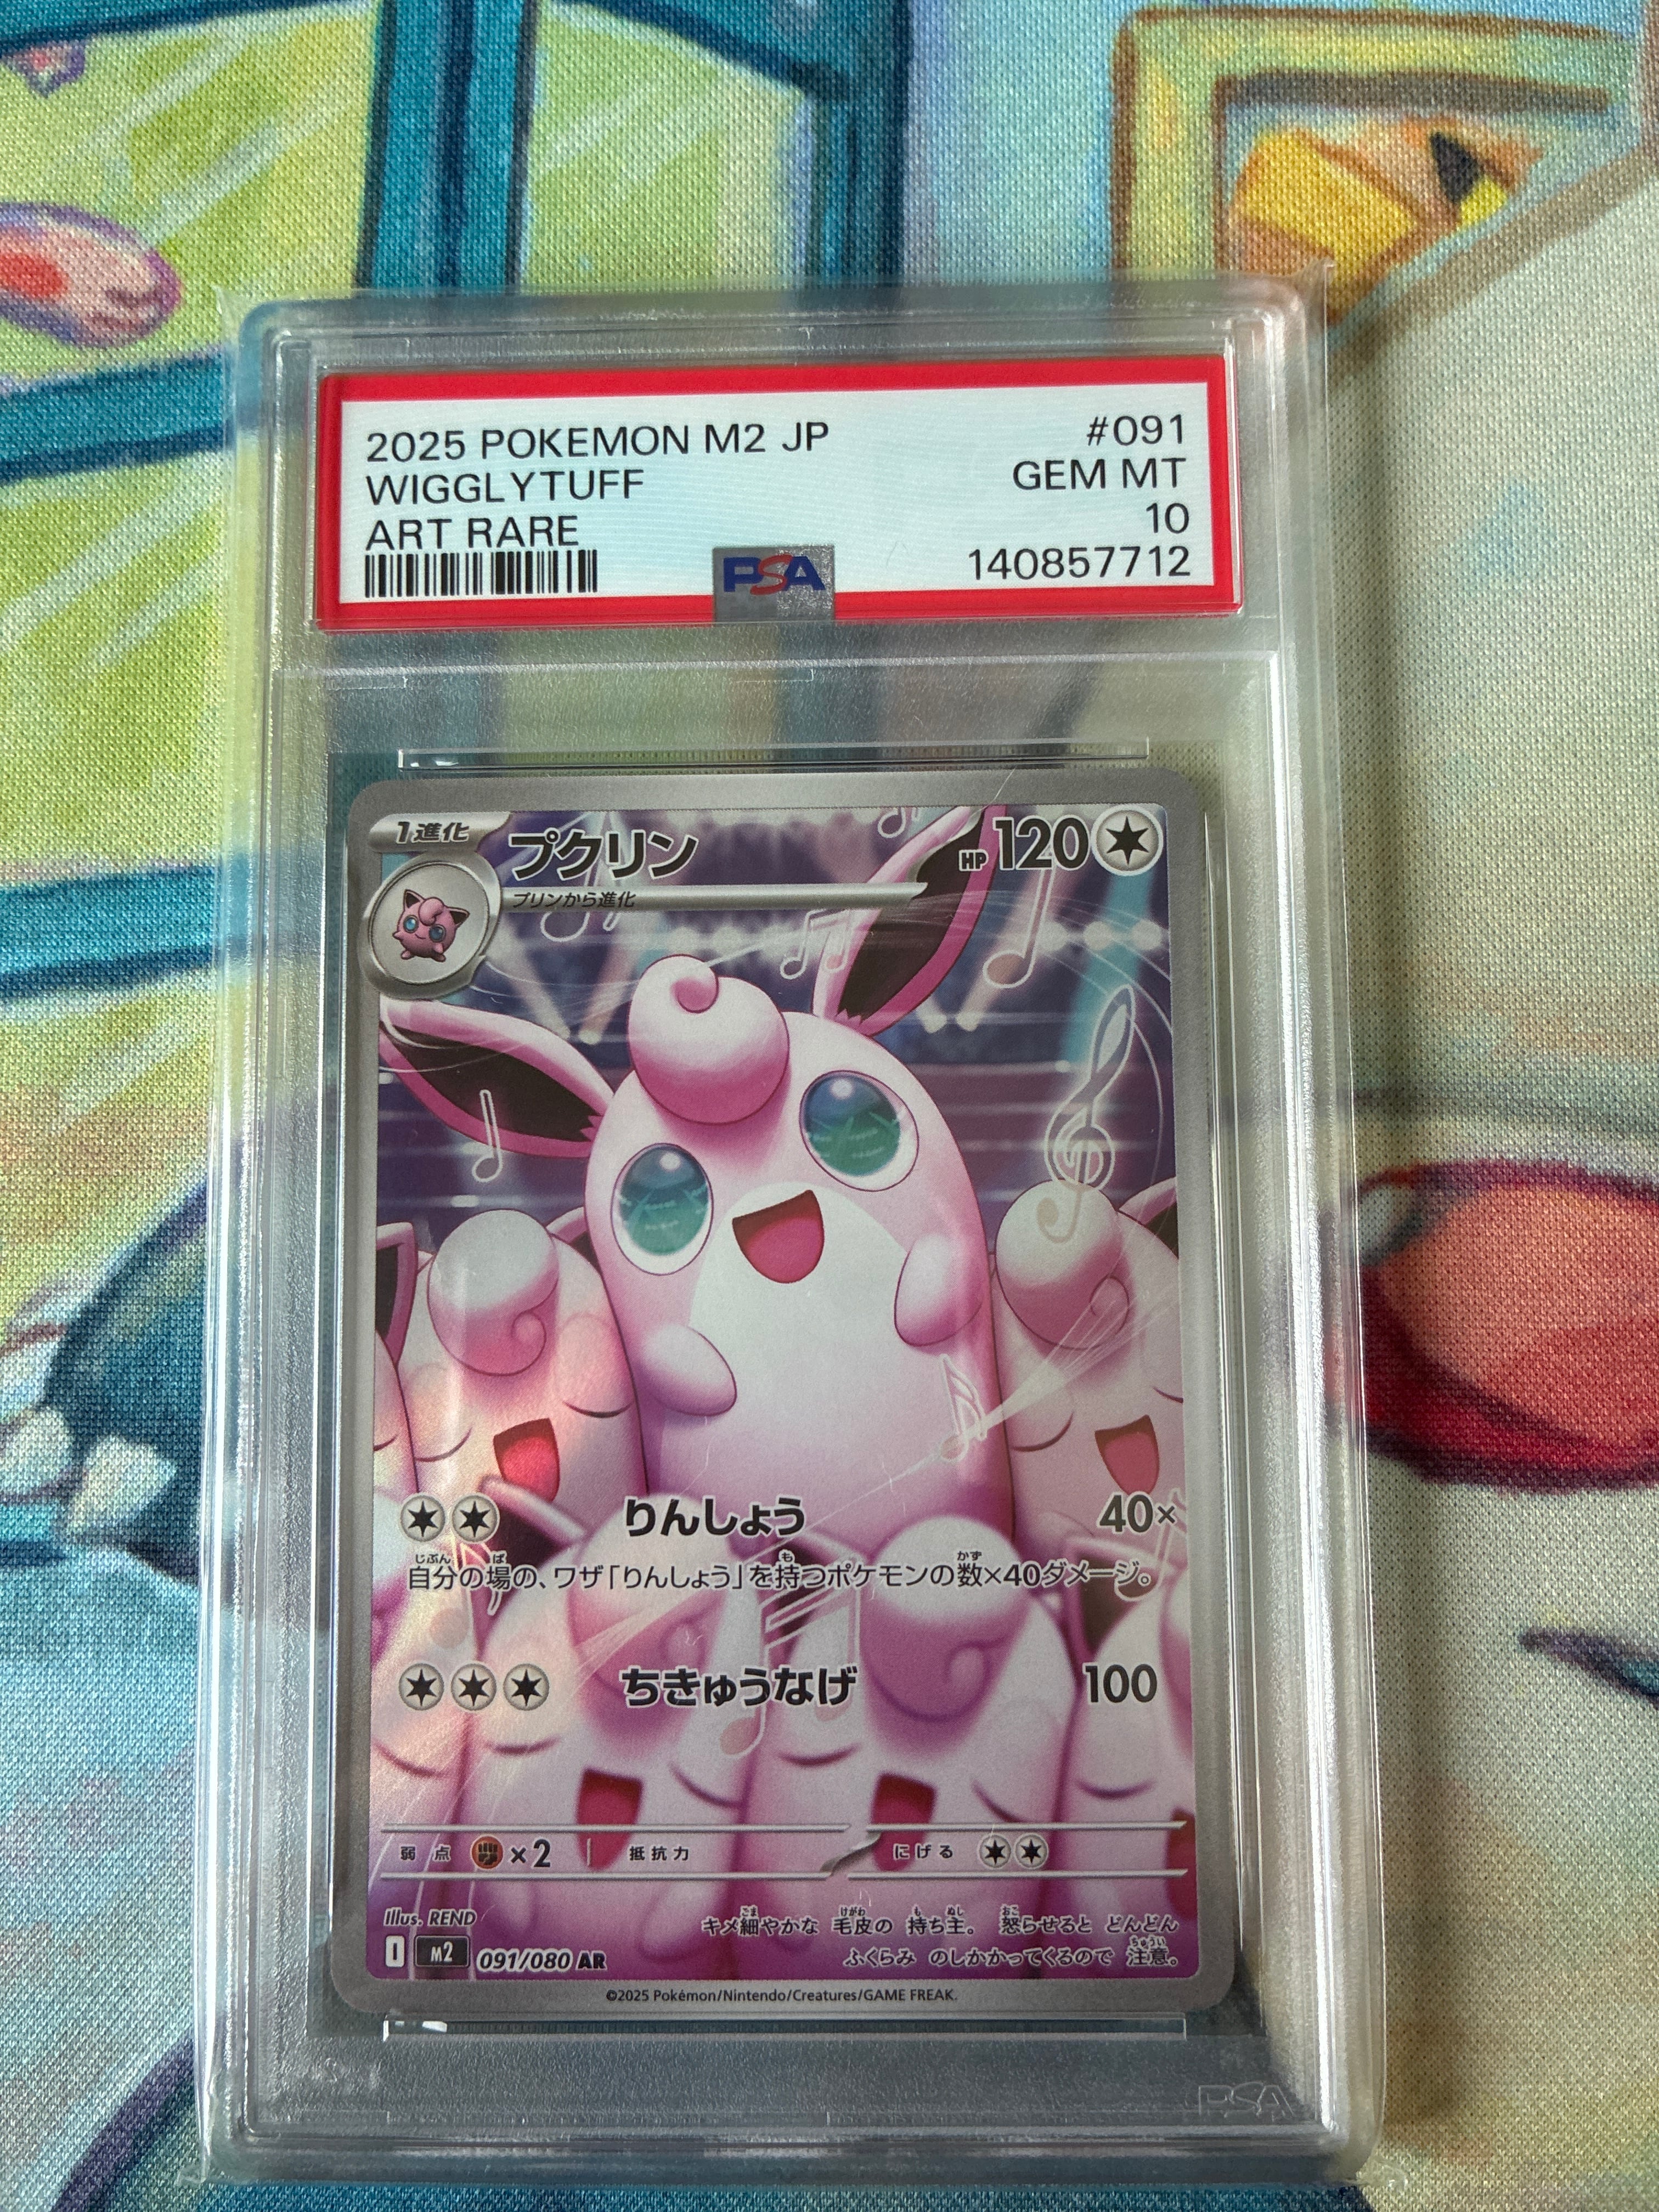 2025 POKEMON M2 JP #091
WIGGLYTUFF GEM MT
ART RARE 10
PSA 140857712
1進化 プクリン HP120
プリンから進化
りんしょう 40×
自分の場の、ワザ「りんしょう」を持つポケモンの数×40ダメージ。
ちきゅうなげ 100
弱点 ×2 抵抗力 にげる
Illus. REND
キメ細やかな 毛皮の 持ち主。 怒らせると どんどん
I M2 091/080 AR
ふくらみ のしかかってくるので 注意。
©2025 Pokémon/Nintendo/Creatures/GAME FREAK.
PSA